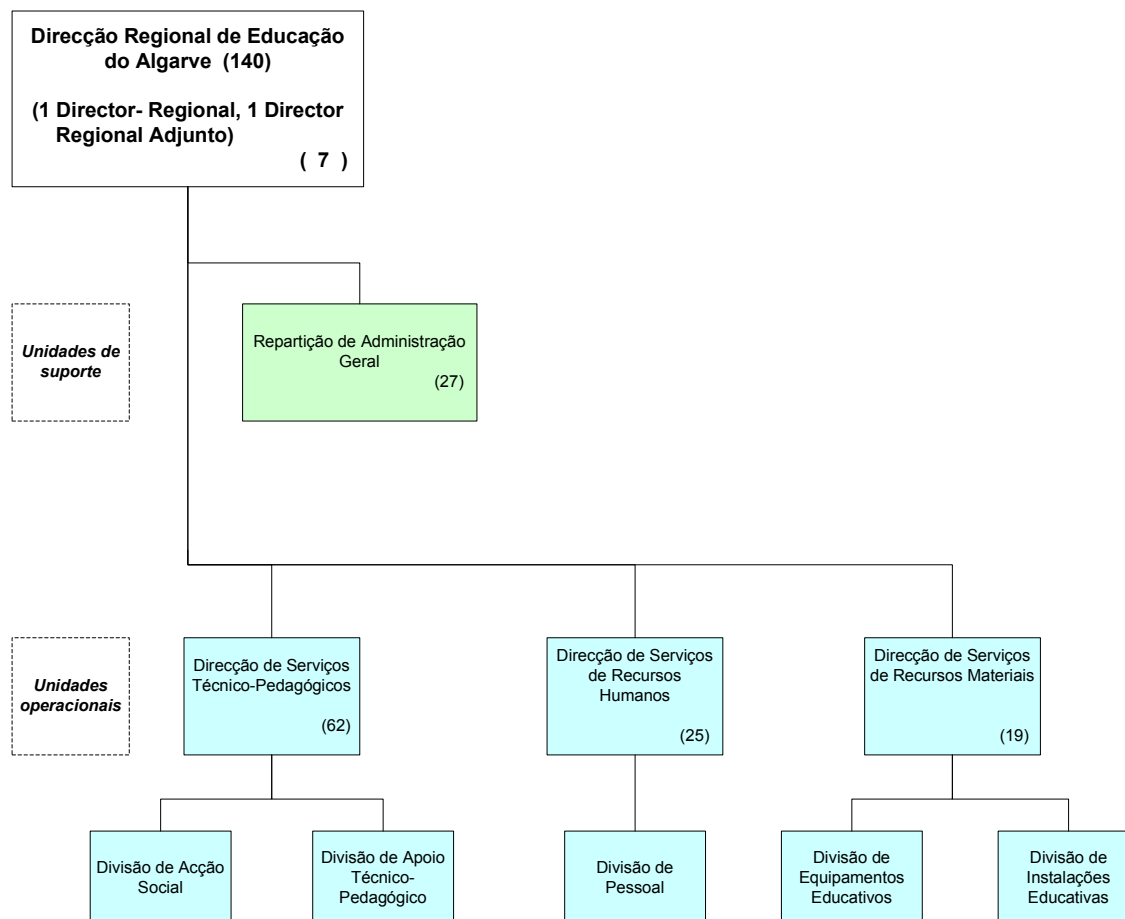 Direcção Regional de Educação
do Algarve (140)
(1 Director- Regional, 1 Director
Regional Adjunto)
( 7 )
Unidades de
suporte
Repartição de Administração
Geral
(27)
Unidades
operacionais
Direcção de Serviços
Técnico-Pedagógicos
(62)
Direcção de Serviços
de Recursos
Humanos
(25)
Direcção de Serviços
de Recursos Materiais
(19)
Divisão de Acção
Social
Divisão de Apoio
Técnico-
Pedagógico
Divisão de
Pessoal
Divisão de
Equipamentos
Educativos
Divisão de
Instalações
Educativas